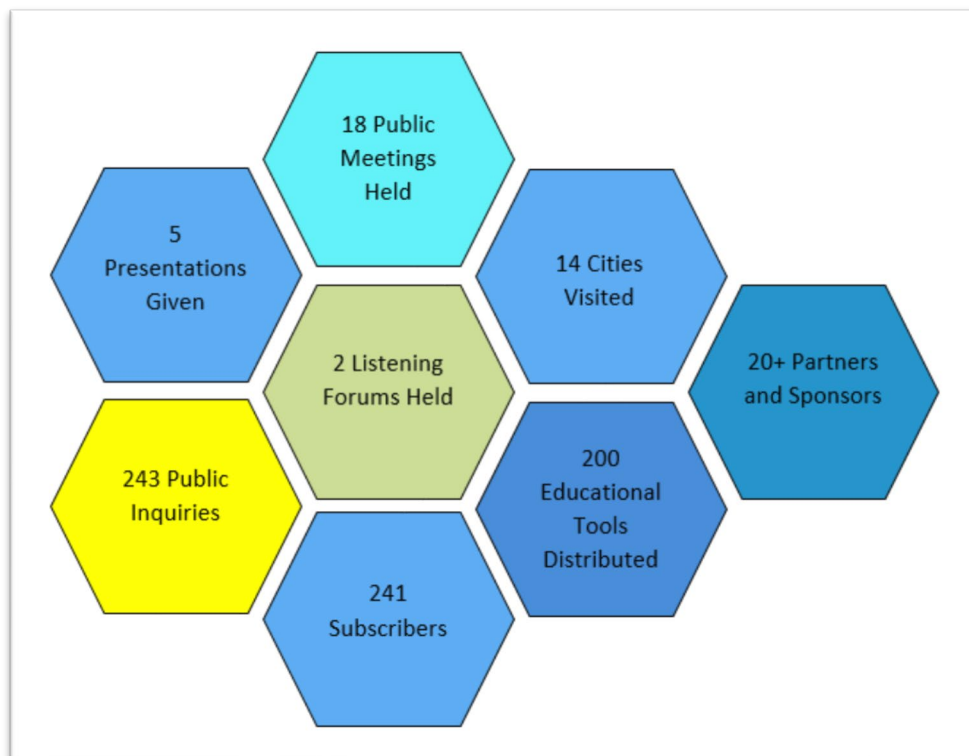 18 Public
Meetings
Held
5
Presentations
Given
14 Cities
Visited
2 Listening
Forums Held
20+ Partners
and Sponsors
243 Public
Inquiries
200
Educational
Tools
Distributed
241
Subscribers